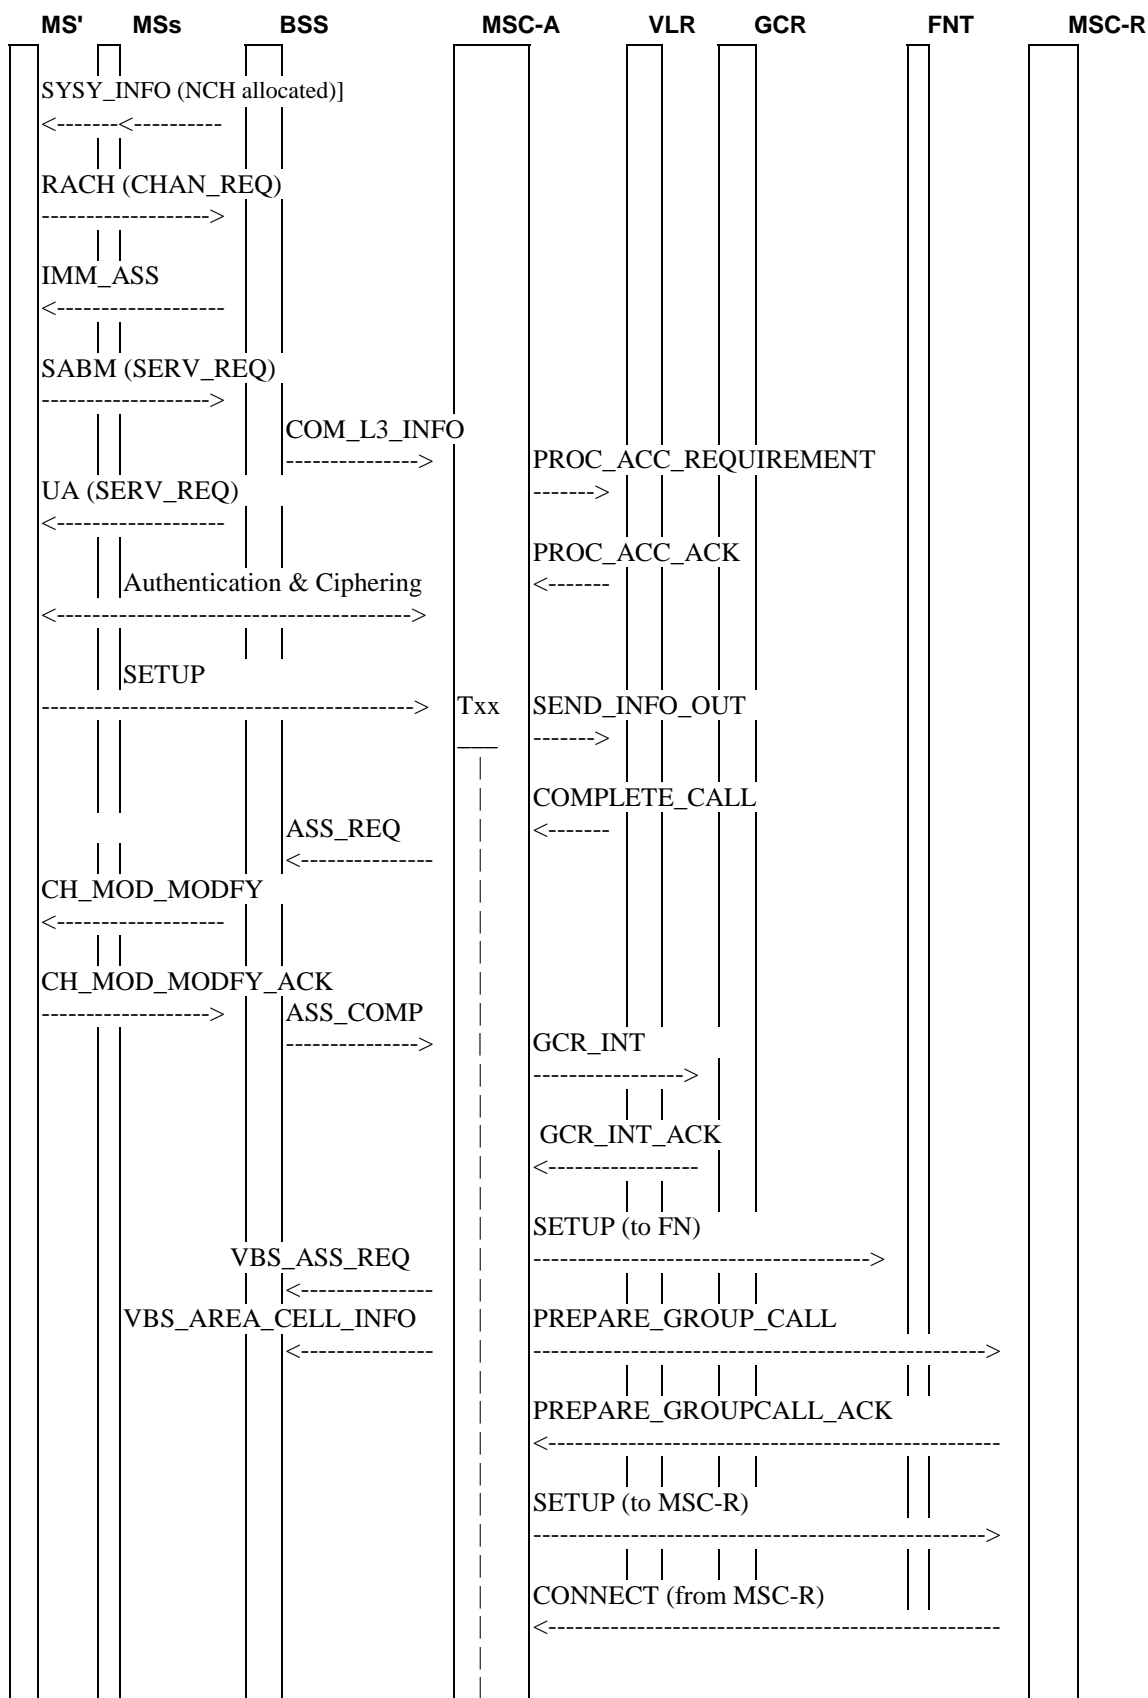 MS' MSs BSS MSC-A VLR GCR FNT MSC-R
SYSY_INFO (NCH allocated)]
<-------<----------
RACH (CHAN_REQ)
------------------->
IMM_ASS
<-------------------
SABM (SERV_REQ)
------------------->
COM_L3_INFO
---------------> PROC_ACC_REQUIREMENT
UA (SERV_REQ) ------->
<-------------------
PROC_ACC_ACK
Authentication & Ciphering <-------
<---------------------------------------->
SETUP
------------------------------------------> Txx SEND_INFO_OUT
___ ------->
COMPLETE_CALL
ASS_REQ <-------
<---------------
CH_MOD_MODFY
<-------------------
CH_MOD_MODFY_ACK
-------------------> ASS_COMP
---------------> GCR_INT
----------------->
GCR_INT_ACK
<-----------------
SETUP (to FN)
VBS_ASS_REQ -------------------------------------->
<---------------
VBS_AREA_CELL_INFO PREPARE_GROUP_CALL
<--------------- --------------------------------------------------->
PREPARE_GROUPCALL_ACK
<---------------------------------------------------
SETUP (to MSC-R)
--------------------------------------------------->
CONNECT (from MSC-R)
<---------------------------------------------------